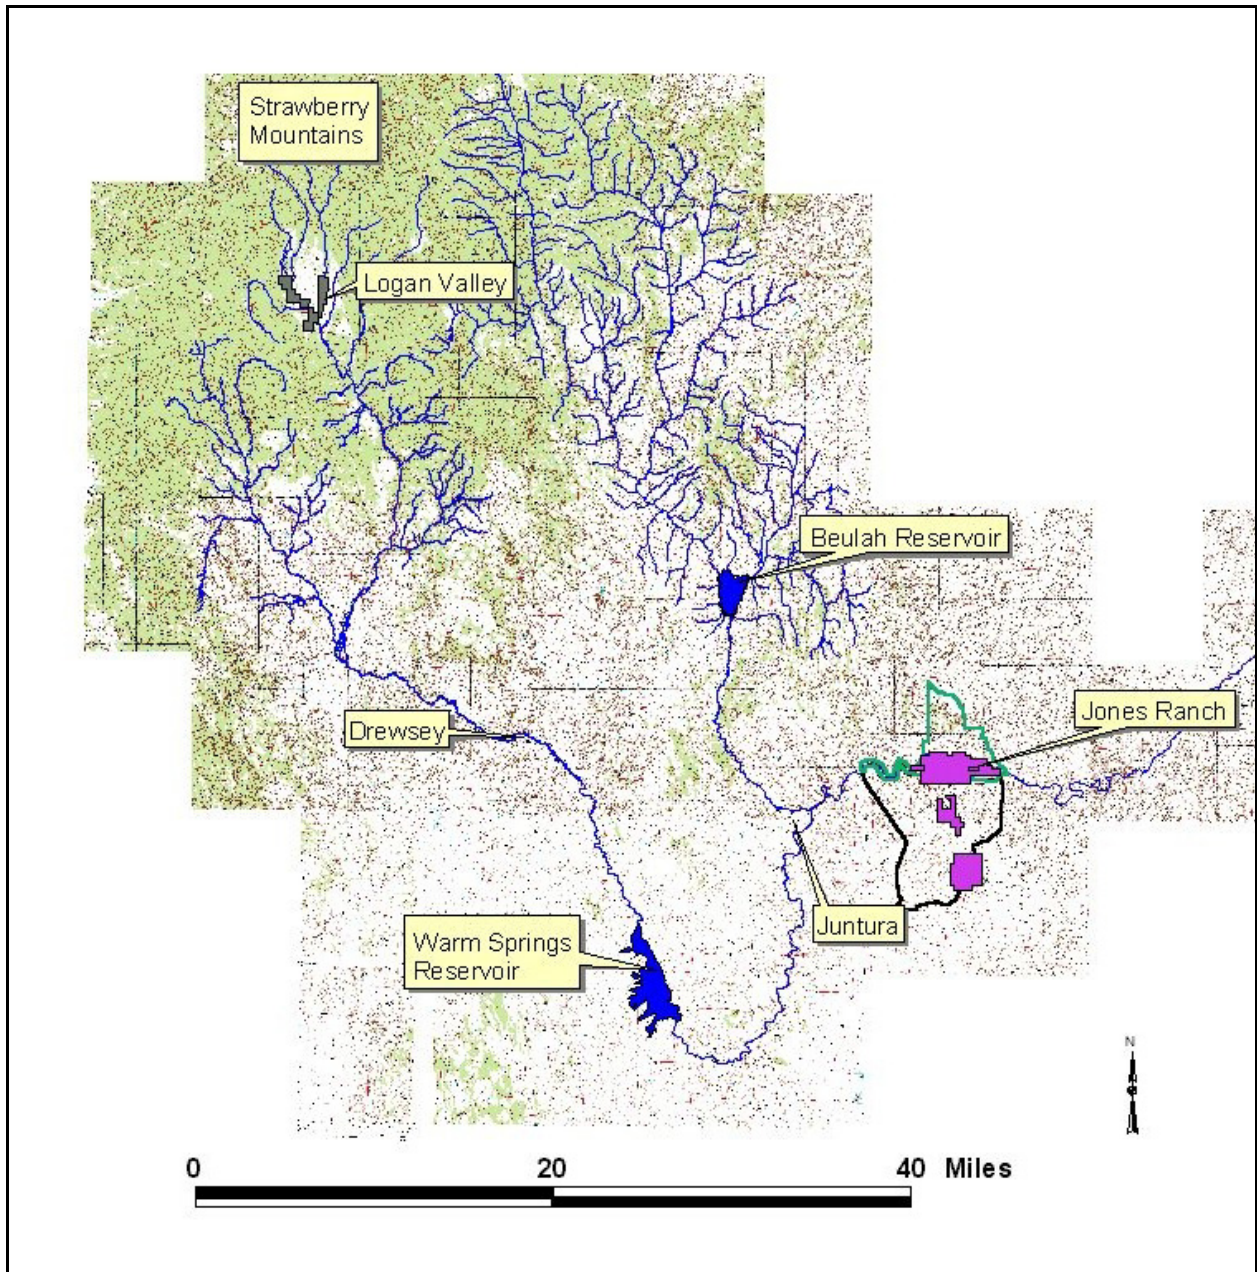 Strawberry
Mountains
Logan Valley
Beulah Reservoir
Jones Ranch
Drewsey
Juntura
Warm Springs
Reservoir
N
0 20 40 Miles